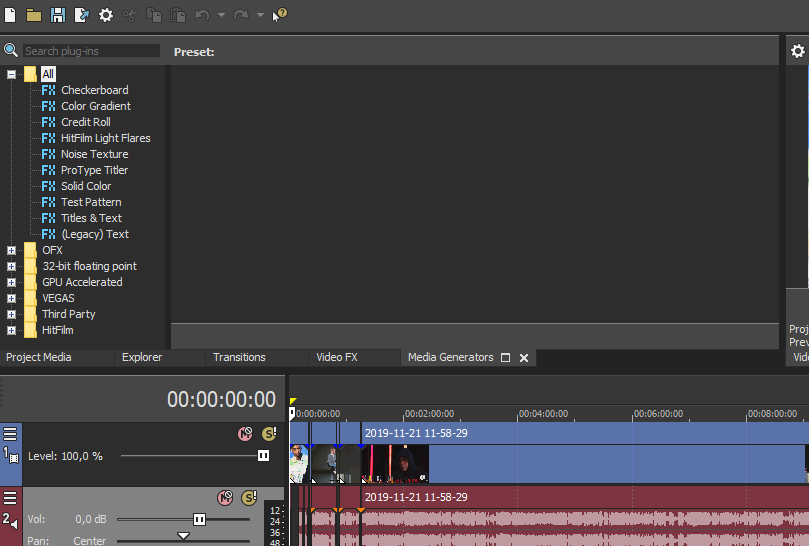 Search plug-ins
Preset:
All
Checkerboard
Color Gradient
Credit Roll
HitFilm Light Flares
Noise Texture
ProType Titler
Solid Color
Test Pattern
Titles & Text
(Legacy) Text
OFX
32-bit floating point
GPU Accelerated
VEGAS
Third Party
HitFilm
Proj
Prev
Project Media
Explorer
Transitions
Video FX
Media Generators
Vid
00:00:00:00
0:00:00:00
00:02:00:00
00:04:00:00
00:06:00:00
00:08:00:00
2019-11-21 11-58-29
1
Level: 100,0 %
2019-11-21 11-58-29
2
Vol: 0,0 dB
Pan: Center
12
24
36
48